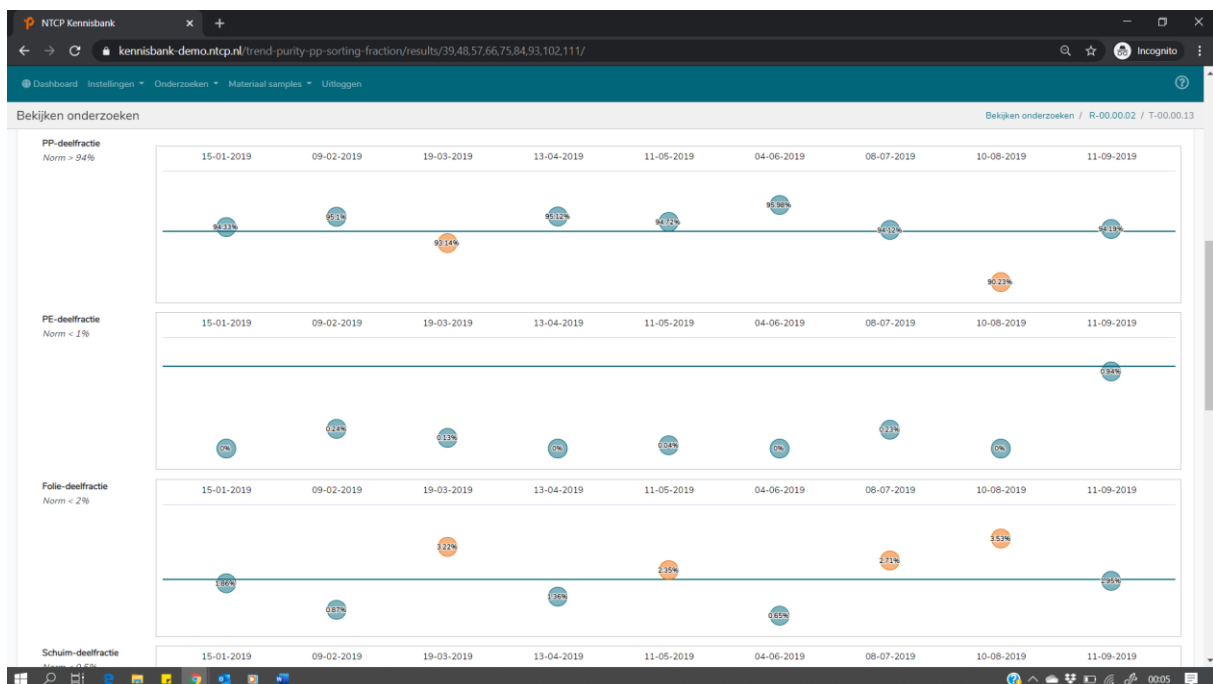 NTCP Kennisbank
kennisbank-demo.ntcp.nl/trend-purity-pp-sorting-fraction/results/39,48,57,66,75,84,93,102,111/
Incognito
Dashboard Instellingen Onderzoeken Materiaal samples Uitloggen
Bekijken onderzoeken
Bekijken onderzoeken / R-00.00.02 / T-00.00.13
PP-deelfractie
Norm > 94%
15-01-2019 09-02-2019 19-03-2019 13-04-2019 11-05-2019 04-06-2019 08-07-2019 10-08-2019 11-09-2019
94.33% 95.1% 93.14% 95.12% 94.72% 95.98% 94.12% 90.23% 94.19%
PE-deelfractie
Norm < 1%
15-01-2019 09-02-2019 19-03-2019 13-04-2019 11-05-2019 04-06-2019 08-07-2019 10-08-2019 11-09-2019
0% 0.24% 0.13% 0% 0.04% 0% 0.23% 0% 0.94%
Folie-deelfractie
Norm < 2%
15-01-2019 09-02-2019 19-03-2019 13-04-2019 11-05-2019 04-06-2019 08-07-2019 10-08-2019 11-09-2019
1.86% 0.87% 3.22% 1.36% 2.35% 0.65% 2.71% 3.53% 1.95%
Schuim-deelfractie
Norm < 0.5%
15-01-2019 09-02-2019 19-03-2019 13-04-2019 11-05-2019 04-06-2019 08-07-2019 10-08-2019 11-09-2019
00:05